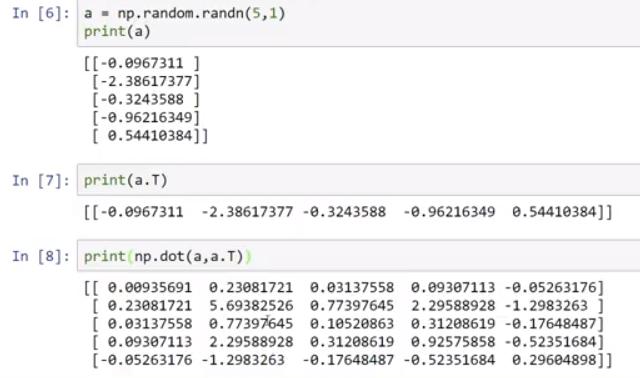 In [6]: a = np.random.randn(5,1)
print(a)
[[-0.0967311 ]
[-2.38617377]
[-0.3243588 ]
[-0.96216349]
[ 0.54410384]]
In [7]: print(a.T)
[[-0.0967311 -2.38617377 -0.3243588 -0.96216349 0.54410384]]
In [8]: print(np.dot(a,a.T))
[[ 0.00935691 0.23081721 0.03137558 0.09307113 -0.05263176]
[ 0.23081721 5.69382526 0.77397645 2.29588928 -1.2983263 ]
[ 0.03137558 0.77397645 0.10520863 0.31208619 -0.17648487]
[ 0.09307113 2.29588928 0.31208619 0.92575858 -0.52351684]
[-0.05263176 -1.2983263 -0.17648487 -0.52351684 0.29604898]]